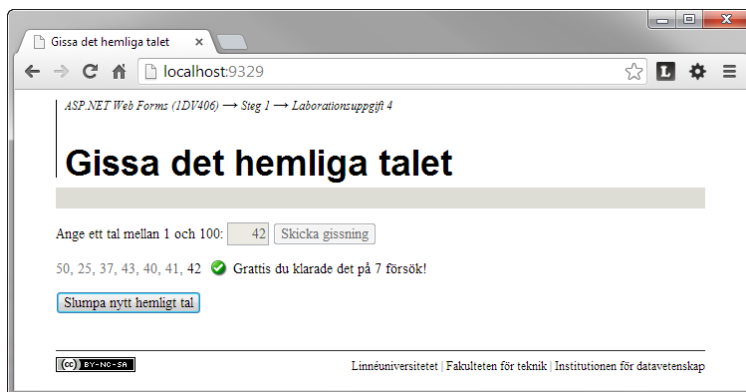 Gissa det hemliga talet
localhost:9329
ASP.NET Web Forms (1DV406) → Steg 1 → Laborationsuppgift 4
Gissa det hemliga talet
Ange ett tal mellan 1 och 100: 42 Skicka gissning
50, 25, 37, 43, 40, 41, 42 Grattis du klarade det på 7 försök!
Slumpa nytt hemligt tal
(cc) BY-NC-SA Linnéuniversitetet | Fakulteten för teknik | Institutionen för datavetenskap